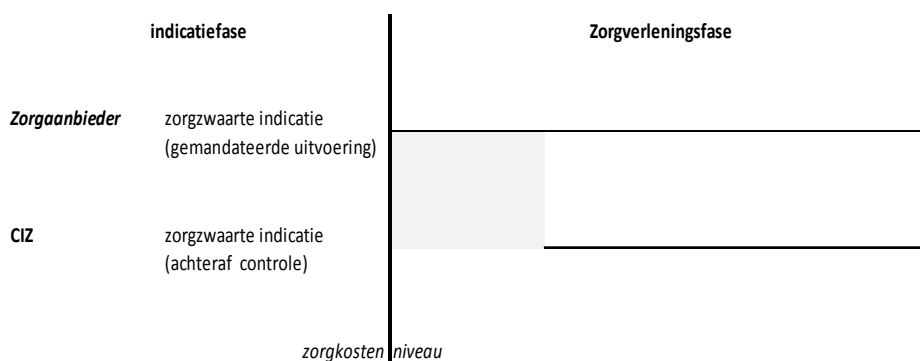 indicatiefase Zorgverleningsfase
Zorgaanbieder zorgzwaarte indicatie
(gemandateerde uitvoering)
CIZ zorgzwaarte indicatie
(achteraf controle)
zorgkosten niveau